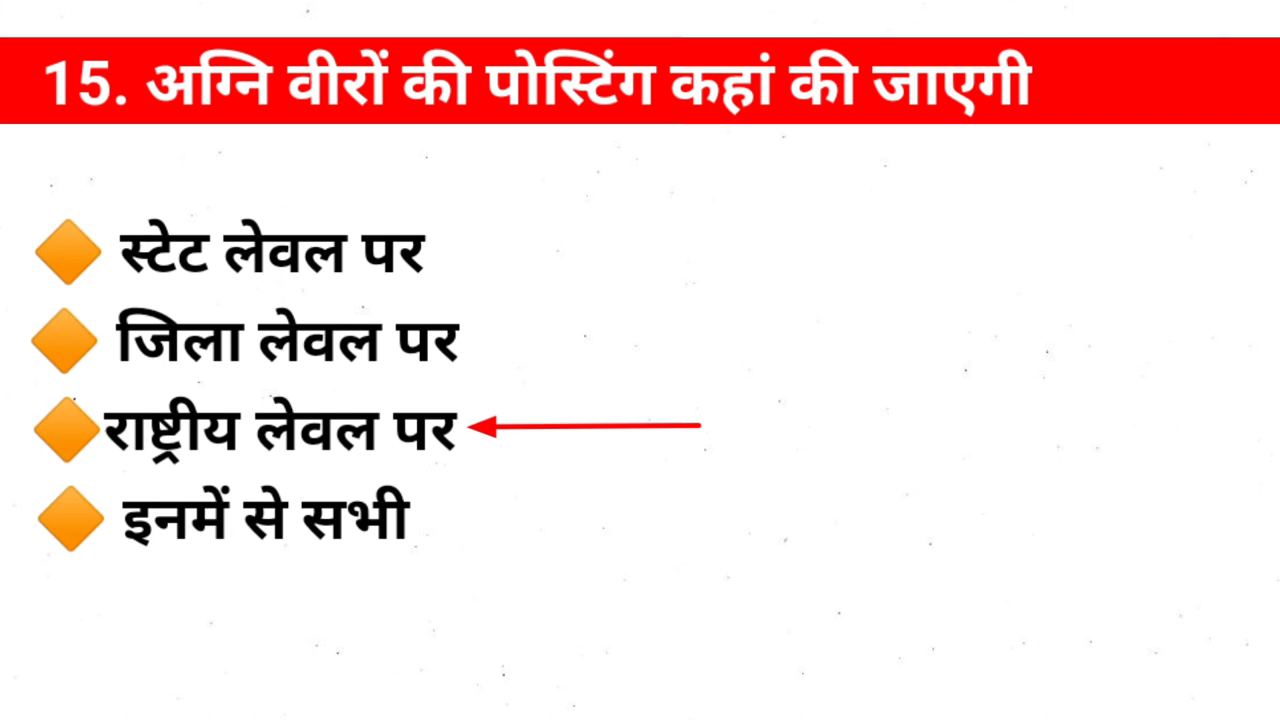 15. अग्नि वीरों की पोस्टिंग कहां की जाएगी
स्टेट लेवल पर
जिला लेवल पर
राष्ट्रीय लेवल पर
इनमें से सभी